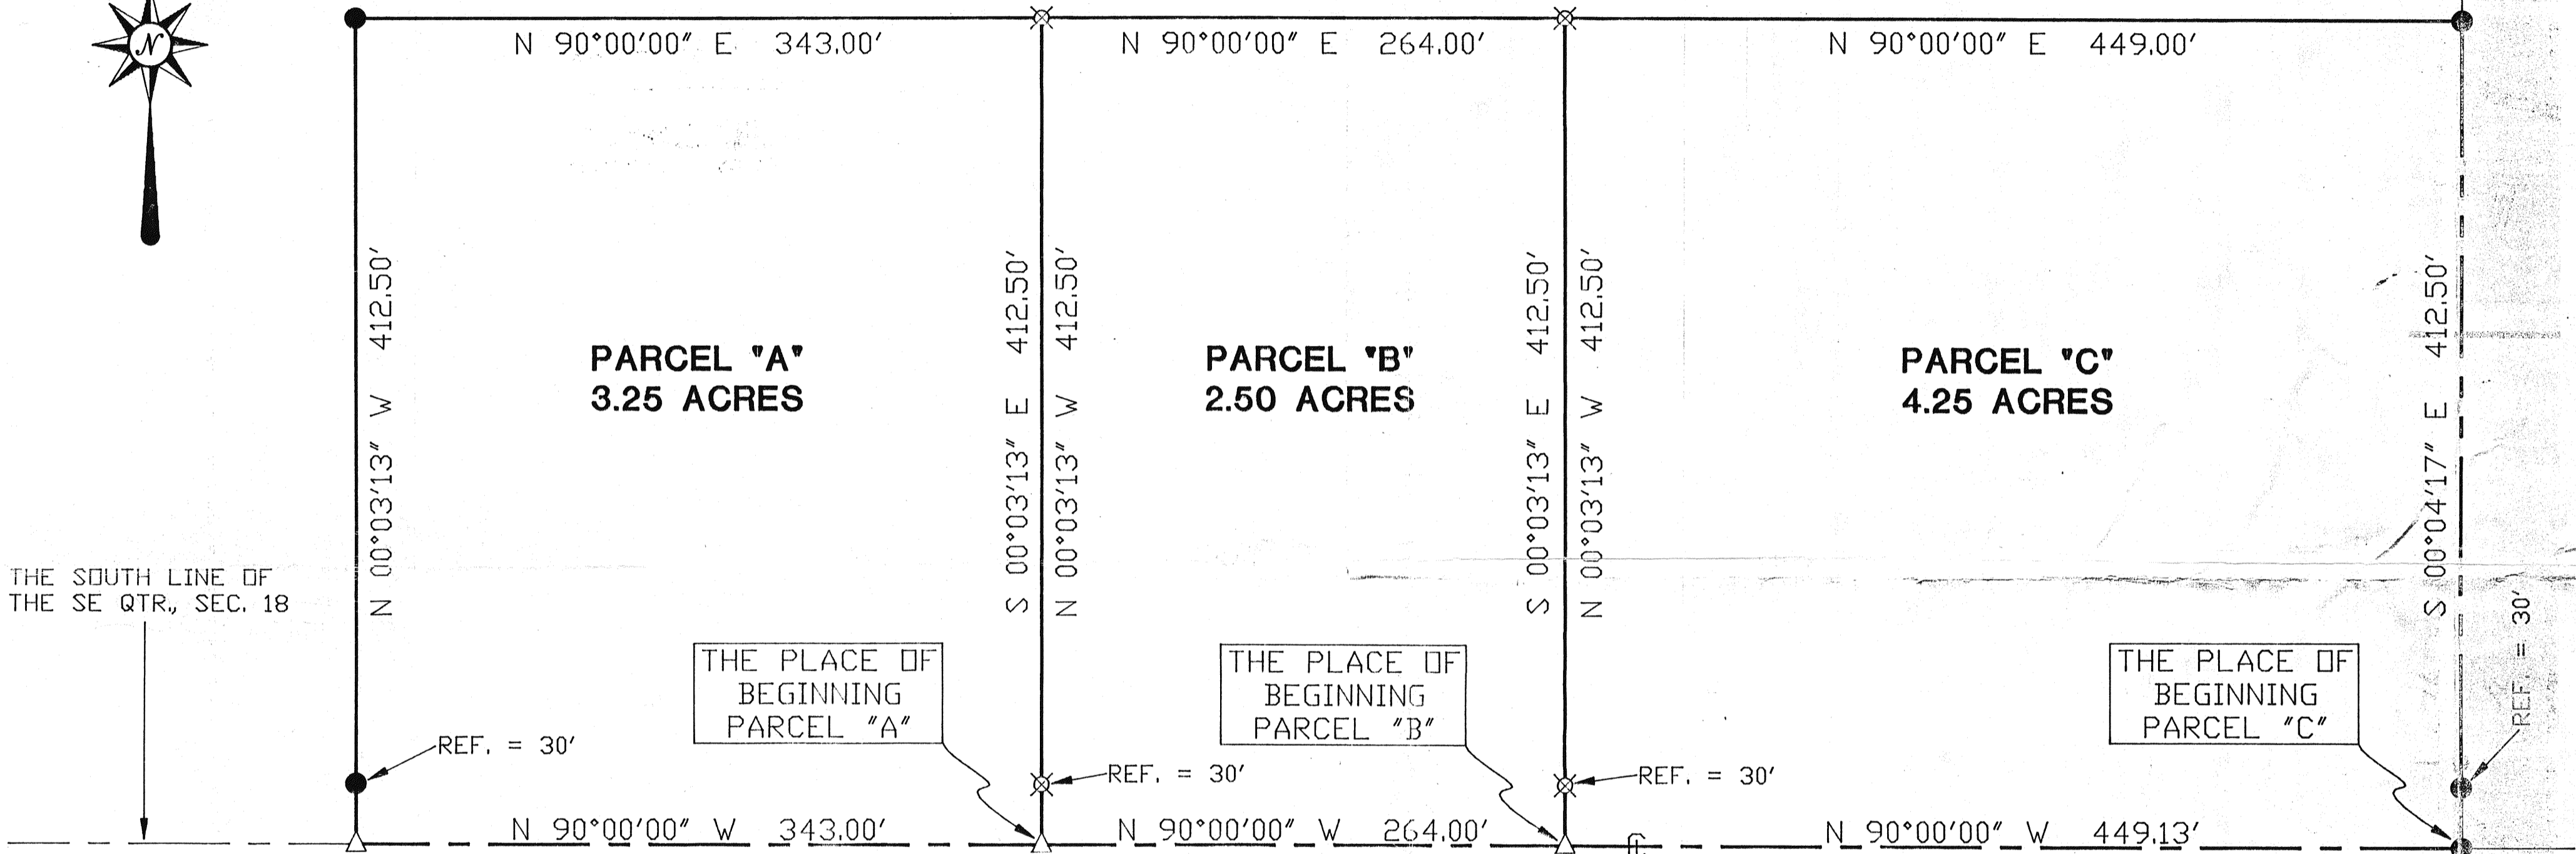 N
N 90°00'00" E 343.00'
N 90°00'00" E 264.00'
N 90°00'00" E 449.00'
N 00°03'13" W 412.50'
S 00°03'13" E 412.50'
N 00°03'13" W 412.50'
S 00°03'13" E 412.50'
N 00°03'13" W 412.50'
S 00°04'17" E 412.50'
PARCEL "A"
3.25 ACRES
PARCEL "B"
2.50 ACRES
PARCEL "C"
4.25 ACRES
THE SOUTH LINE OF
THE SE QTR., SEC. 18
THE PLACE OF
BEGINNING
PARCEL "A"
THE PLACE OF
BEGINNING
PARCEL "B"
THE PLACE OF
BEGINNING
PARCEL "C"
REF. = 30'
REF. = 30'
REF. = 30'
REF. = 30'
N 90°00'00" W 343.00'
N 90°00'00" W 264.00'
℄
N 90°00'00" W 449.13'